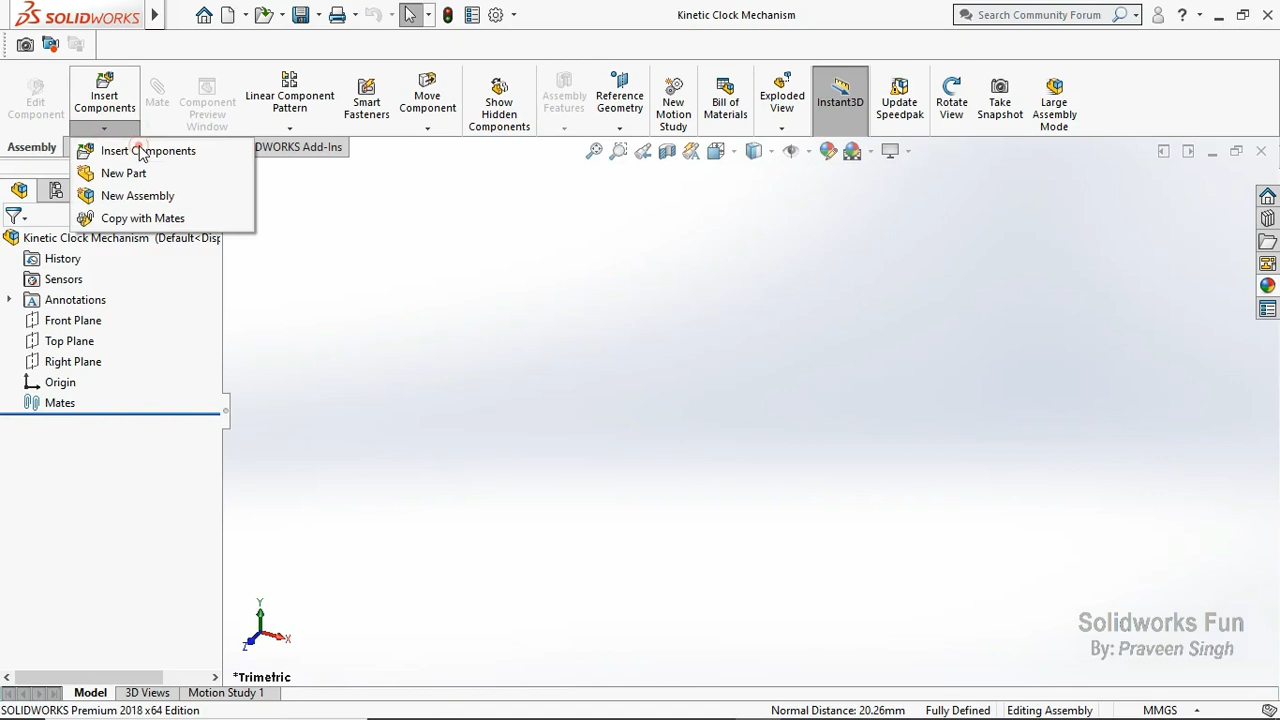 SOLIDWORKS
Kinetic Clock Mechanism
Search Community Forum
?
Edit Component
Insert Components
Mate
Component Preview Window
Linear Component Pattern
Smart Fasteners
Move Component
Show Hidden Components
Assembly Features
Reference Geometry
New Motion Study
Bill of Materials
Exploded View
Instant3D
Update Speedpak
Rotate View
Take Snapshot
Large Assembly Mode
Assembly
DWORKS Add-Ins
Insert Components
New Part
New Assembly
Copy with Mates
Kinetic Clock Mechanism (Default<Disp
History
Sensors
Annotations
Front Plane
Top Plane
Right Plane
Origin
Mates
Y
X
Z
*Trimetric
Solidworks Fun
By: Praveen Singh
Model
3D Views
Motion Study 1
SOLIDWORKS Premium 2018 x64 Edition
Normal Distance: 20.26mm
Fully Defined
Editing Assembly
MMGS